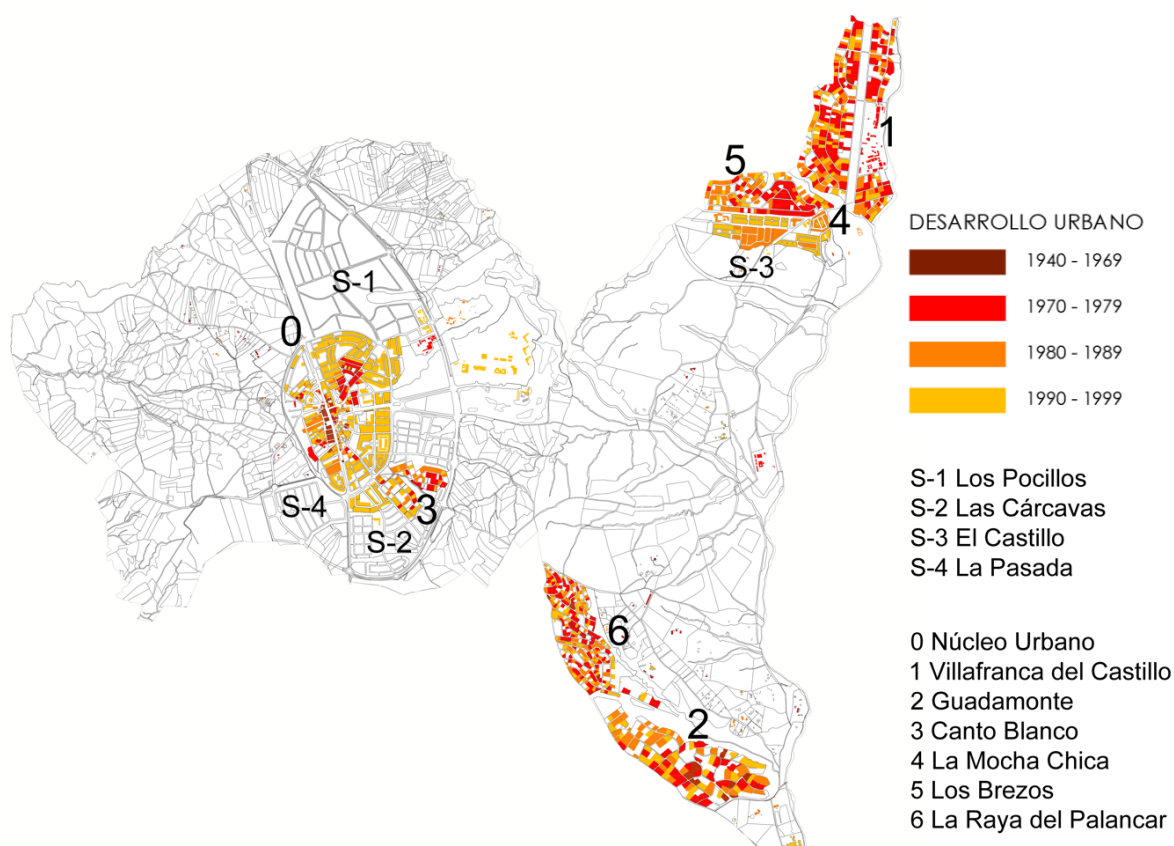 1
5
4
S-3
S-1
0
S-4
3
S-2
6
2
DESARROLLO URBANO
1940 - 1969
1970 - 1979
1980 - 1989
1990 - 1999
S-1 Los Pocillos
S-2 Las Cárcavas
S-3 El Castillo
S-4 La Pasada
0 Núcleo Urbano
1 Villafranca del Castillo
2 Guadamonte
3 Canto Blanco
4 La Mocha Chica
5 Los Brezos
6 La Raya del Palancar